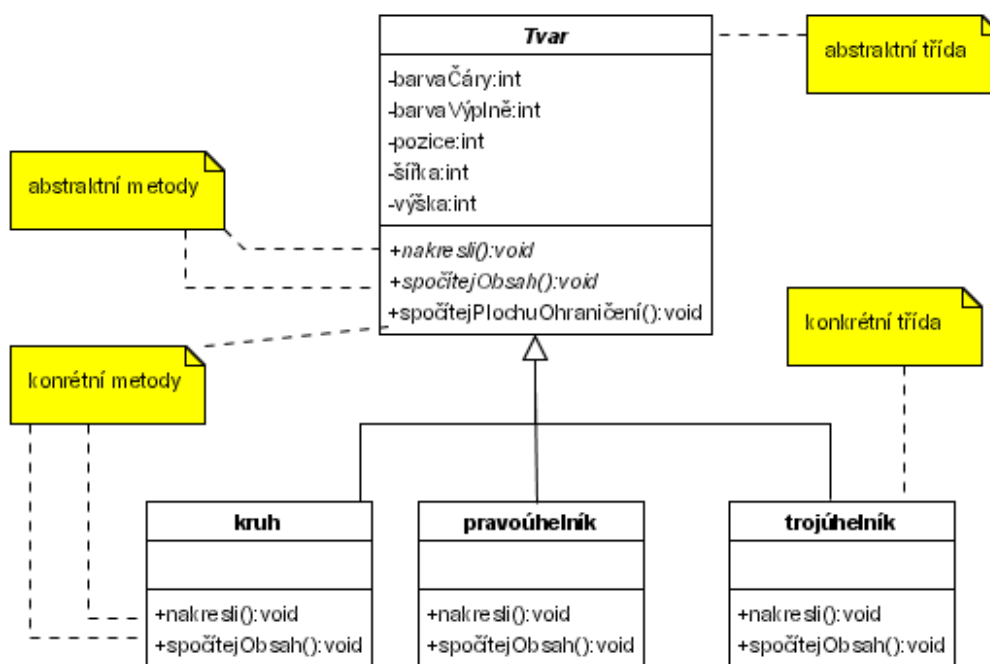 Tvar
abstraktní třída
-barvaČáry:int
-barvaVýplně:int
-pozice:int
-šířka:int
-výška:int
abstraktní metody
+nakresli():void
+spočítejObsah():void
+spočítejPlochuOhraničení():void
konkrétní třída
konrétní metody
kruh
+nakresli():void
+spočítejObsah():void
pravoúhelník
+nakresli():void
+spočítejObsah():void
trojúhelník
+nakresli():void
+spočítejObsah():void